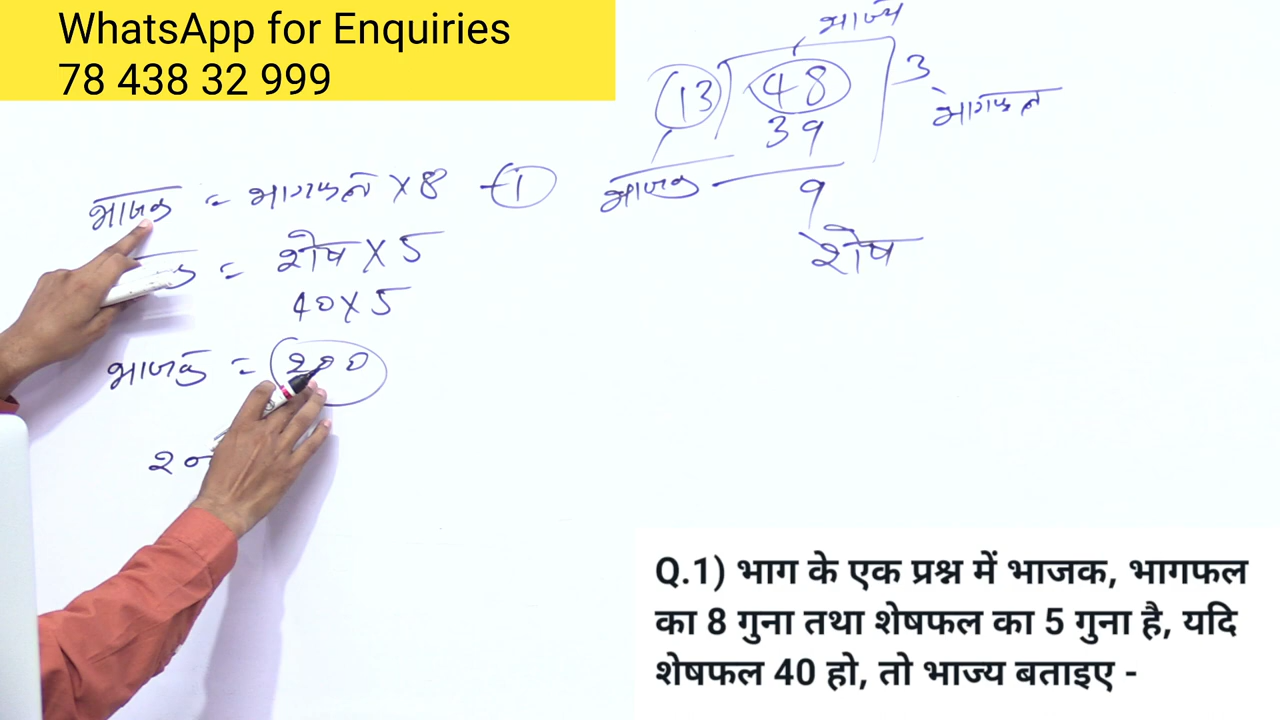 WhatsApp for Enquiries
78 438 32 999
भाज्य
13 48 3
39
भागफल
भाजक
9
शेष
भाजक = भागफल × 8 - 1
= शेष × 5
40 × 5
भाजक = 200
20
Q.1) भाग के एक प्रश्न में भाजक, भागफल
का 8 गुना तथा शेषफल का 5 गुना है, यदि
शेषफल 40 हो, तो भाज्य बताइए -